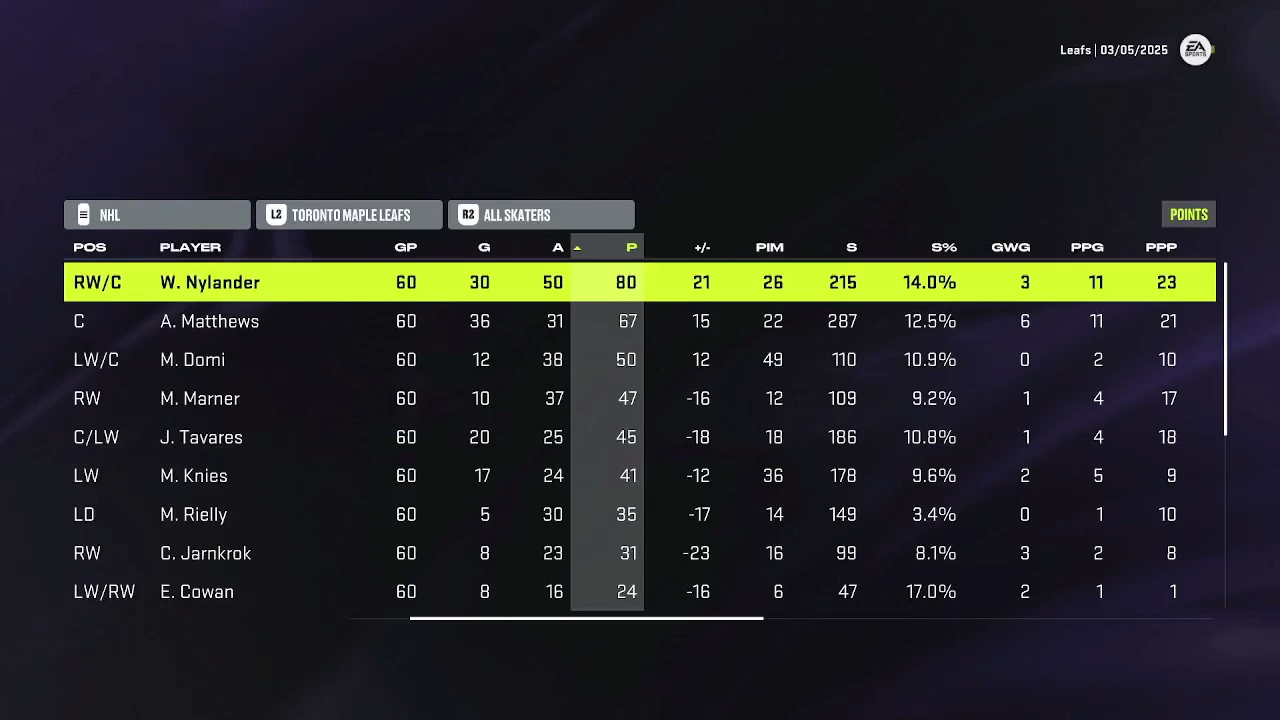 Leafs | 03/05/2025 EA SPORTS
NHL L2 TORONTO MAPLE LEAFS R2 ALL SKATERS POINTS
POS PLAYER GP G A P +/- PIM S S% GWG PPG PPP
RW/C W. Nylander 60 30 50 80 21 26 215 14.0% 3 11 23
C A. Matthews 60 36 31 67 15 22 287 12.5% 6 11 21
LW/C M. Domi 60 12 38 50 12 49 110 10.9% 0 2 10
RW M. Marner 60 10 37 47 -16 12 109 9.2% 1 4 17
C/LW J. Tavares 60 20 25 45 -18 18 186 10.8% 1 4 18
LW M. Knies 60 17 24 41 -12 36 178 9.6% 2 5 9
LD M. Rielly 60 5 30 35 -17 14 149 3.4% 0 1 10
RW C. Jarnkrok 60 8 23 31 -23 16 99 8.1% 3 2 8
LW/RW E. Cowan 60 8 16 24 -16 6 47 17.0% 2 1 1